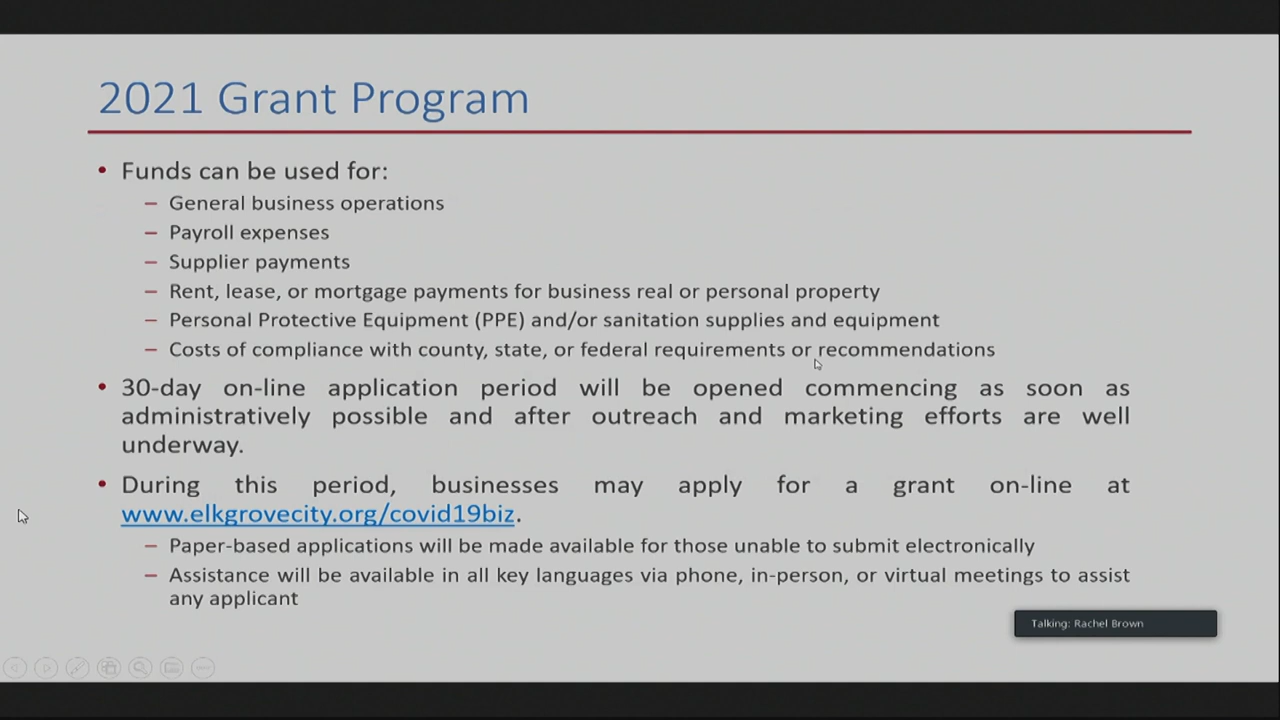 2021 Grant Program
• Funds can be used for:
– General business operations
– Payroll expenses
– Supplier payments
– Rent, lease, or mortgage payments for business real or personal property
– Personal Protective Equipment (PPE) and/or sanitation supplies and equipment
– Costs of compliance with county, state, or federal requirements or recommendations
• 30-day on-line application period will be opened commencing as soon as
administratively possible and after outreach and marketing efforts are well
underway.
• During this period, businesses may apply for a grant on-line at
www.elkgrovecity.org/covid19biz.
– Paper-based applications will be made available for those unable to submit electronically
– Assistance will be available in all key languages via phone, in-person, or virtual meetings to assist
any applicant
Talking: Rachel Brown